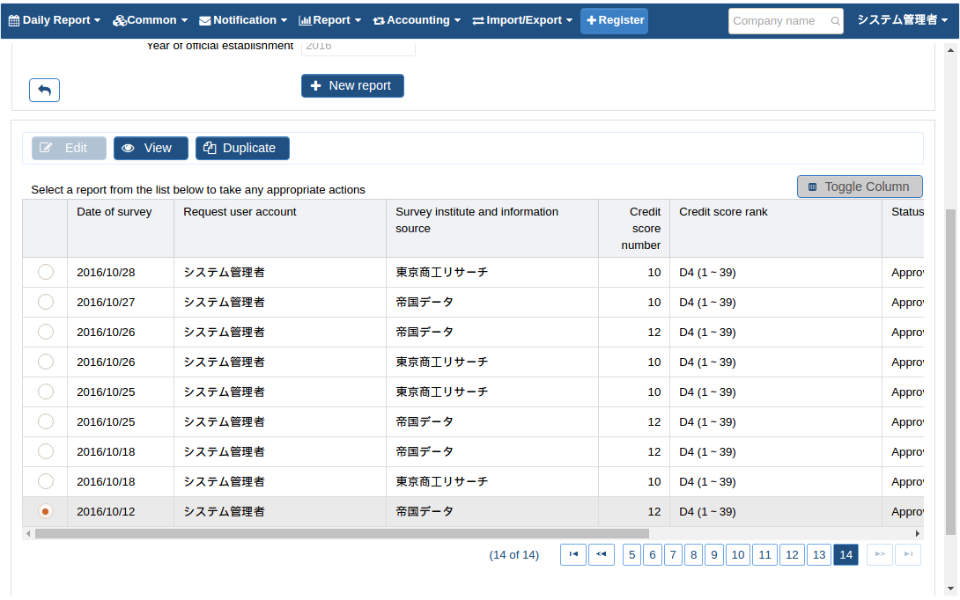 Daily Report Common Notification Report Accounting Import/Export Register Company name システム管理者
Year of official establishment 2016
New report
Edit View Duplicate
Select a report from the list below to take any appropriate actions Toggle Column
Date of survey Request user account Survey institute and information source Credit score number Credit score rank Status
2016/10/28 システム管理者 東京商工リサーチ 10 D4 (1 ~ 39) Approv
2016/10/27 システム管理者 帝国データ 10 D4 (1 ~ 39) Approv
2016/10/26 システム管理者 帝国データ 12 D4 (1 ~ 39) Approv
2016/10/26 システム管理者 東京商工リサーチ 10 D4 (1 ~ 39) Approv
2016/10/25 システム管理者 東京商工リサーチ 10 D4 (1 ~ 39) Approv
2016/10/25 システム管理者 帝国データ 12 D4 (1 ~ 39) Approv
2016/10/18 システム管理者 帝国データ 12 D4 (1 ~ 39) Approv
2016/10/18 システム管理者 東京商工リサーチ 10 D4 (1 ~ 39) Approv
2016/10/12 システム管理者 帝国データ 12 D4 (1 ~ 39) Approv
(14 of 14) 5 6 7 8 9 10 11 12 13 14